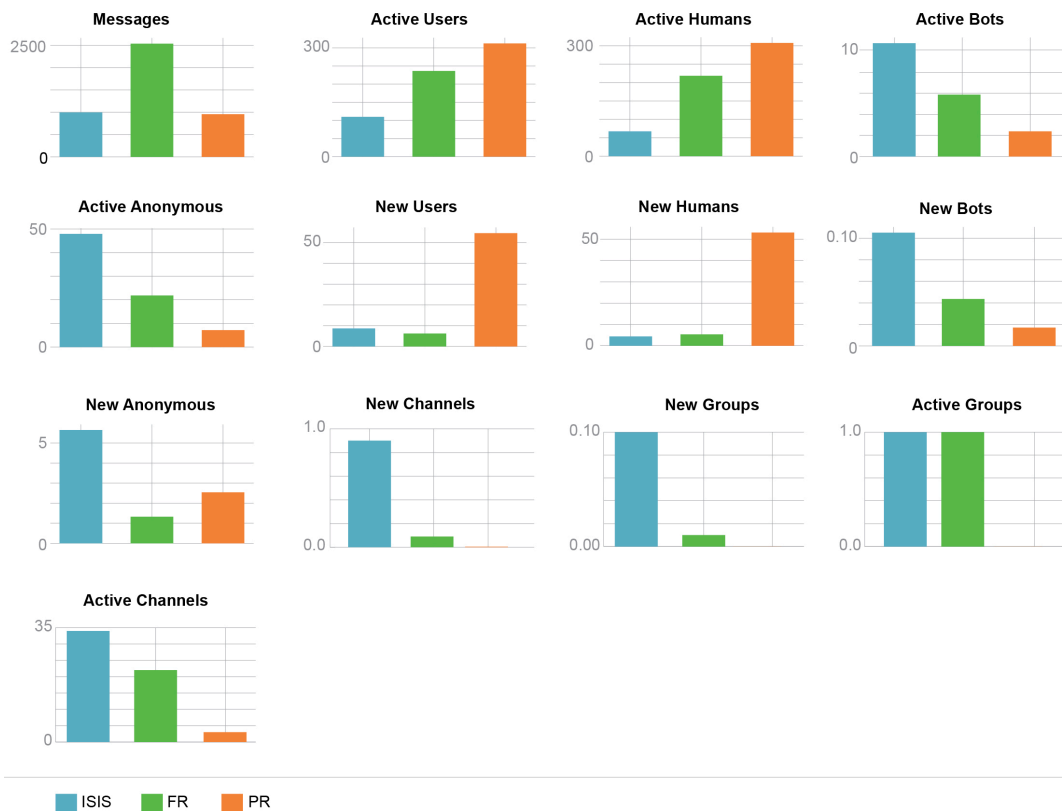 Messages
2500
0
Active Users
300
0
Active Humans
300
0
Active Bots
10
0
Active Anonymous
50
0
New Users
50
0
New Humans
50
0
New Bots
0.10
0
New Anonymous
5
0
New Channels
1.0
0.0
New Groups
0.10
0.00
Active Groups
1.0
0.0
Active Channels
35
0
ISIS FR PR